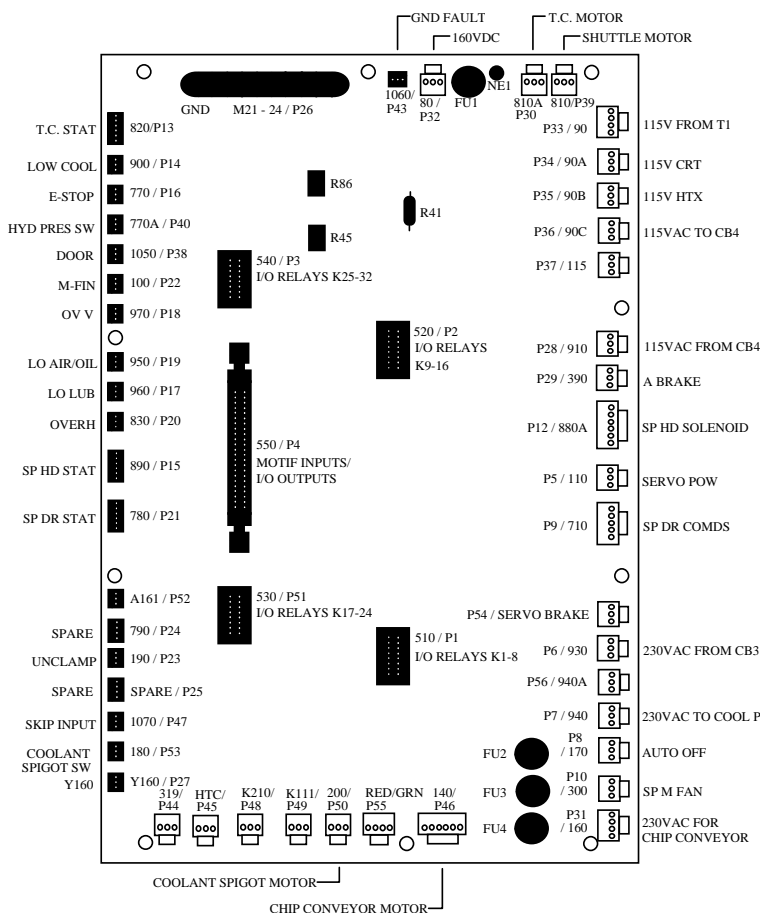 GND FAULT
T.C. MOTOR
160VDC
SHUTTLE MOTOR
GND
M21 - 24 / P26
1060/
P43
80 /
P32
FU1
NE1
810A
P30
810/P39
T.C. STAT
820/P13
LOW COOL
900 / P14
E-STOP
770 / P16
HYD PRES SW
770A / P40
DOOR
1050 / P38
M-FIN
100 / P22
OV V
970 / P18
LO AIR/OIL
950 / P19
LO LUB
960 / P17
OVERH
830 / P20
SP HD STAT
890 / P15
SP DR STAT
780 / P21
A161 / P52
SPARE
790 / P24
UNCLAMP
190 / P23
SPARE
SPARE / P25
SKIP INPUT
1070 / P47
COOLANT
SPIGOT SW
180 / P53
Y160
Y160 / P27
R86
R45
R41
540 / P3
I/O RELAYS K25-32
520 / P2
I/O RELAYS
K9-16
550 / P4
MOTIF INPUTS/
I/O OUTPUTS
530 / P51
I/O RELAYS K17-24
510 / P1
I/O RELAYS K1-8
P33 / 90
115V FROM T1
P34 / 90A
115V CRT
P35 / 90B
115V HTX
P36 / 90C
115VAC TO CB4
P37 / 115
P28 / 910
115VAC FROM CB4
P29 / 390
A BRAKE
P12 / 880A
SP HD SOLENOID
P5 / 110
SERVO POW
P9 / 710
SP DR COMDS
P54 / SERVO BRAKE
P6 / 930
230VAC FROM CB3
P56 / 940A
P7 / 940
230VAC TO COOL P
FU2
P8
/ 170
AUTO OFF
FU3
P10
/ 300
SP M FAN
FU4
P31
/ 160
230VAC FOR
CHIP CONVEYOR
319/
P44
HTC/
P45
K210/
P48
K111/
P49
200/
P50
RED/GRN
P55
140/
P46
COOLANT SPIGOT MOTOR
CHIP CONVEYOR MOTOR